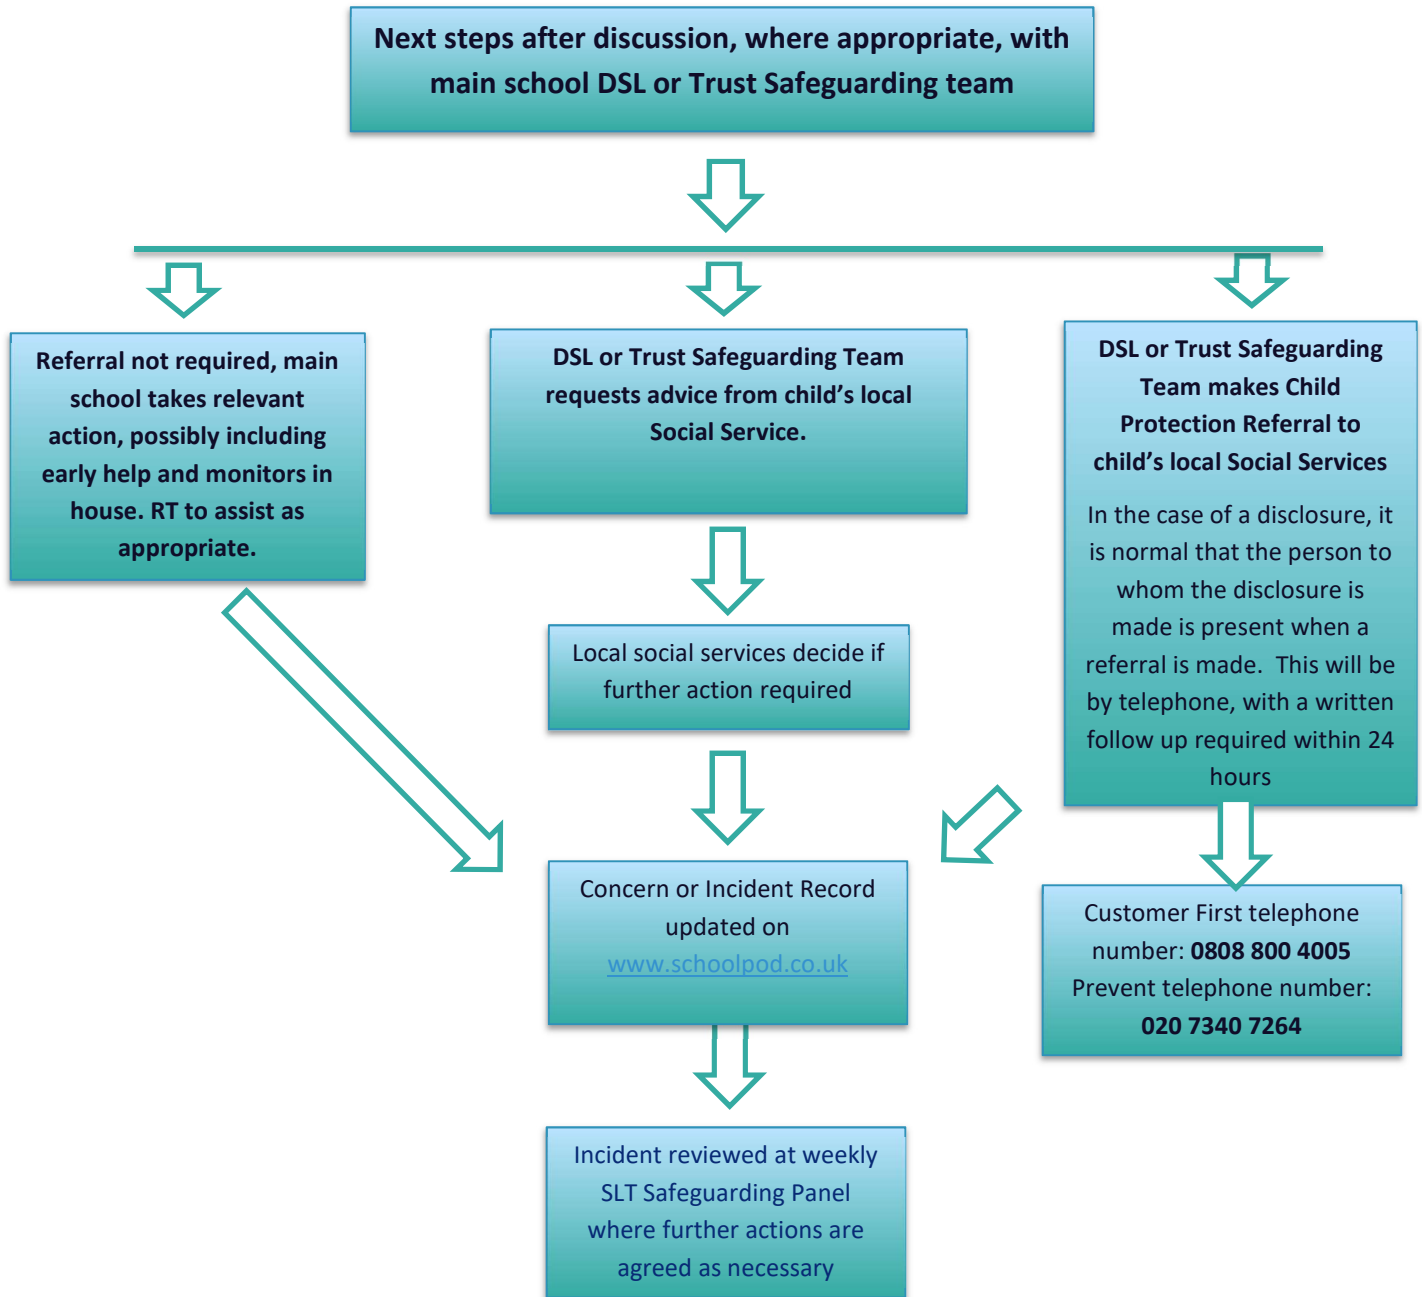 Next steps after discussion, where appropriate, with
main school DSL or Trust Safeguarding team
Referral not required, main
school takes relevant
action, possibly including
early help and monitors in
house. RT to assist as
appropriate.
DSL or Trust Safeguarding Team
requests advice from child’s local
Social Service.
DSL or Trust Safeguarding
Team makes Child
Protection Referral to
child’s local Social Services
In the case of a disclosure, it
is normal that the person to
whom the disclosure is
made is present when a
referral is made.  This will be
by telephone, with a written
follow up required within 24
hours
Local social services decide if
further action required
Concern or Incident Record
updated on
www.schoolpod.co.uk
Customer First telephone
number: 0808 800 4005
Prevent telephone number:
020 7340 7264
Incident reviewed at weekly
SLT Safeguarding Panel
where further actions are
agreed as necessary